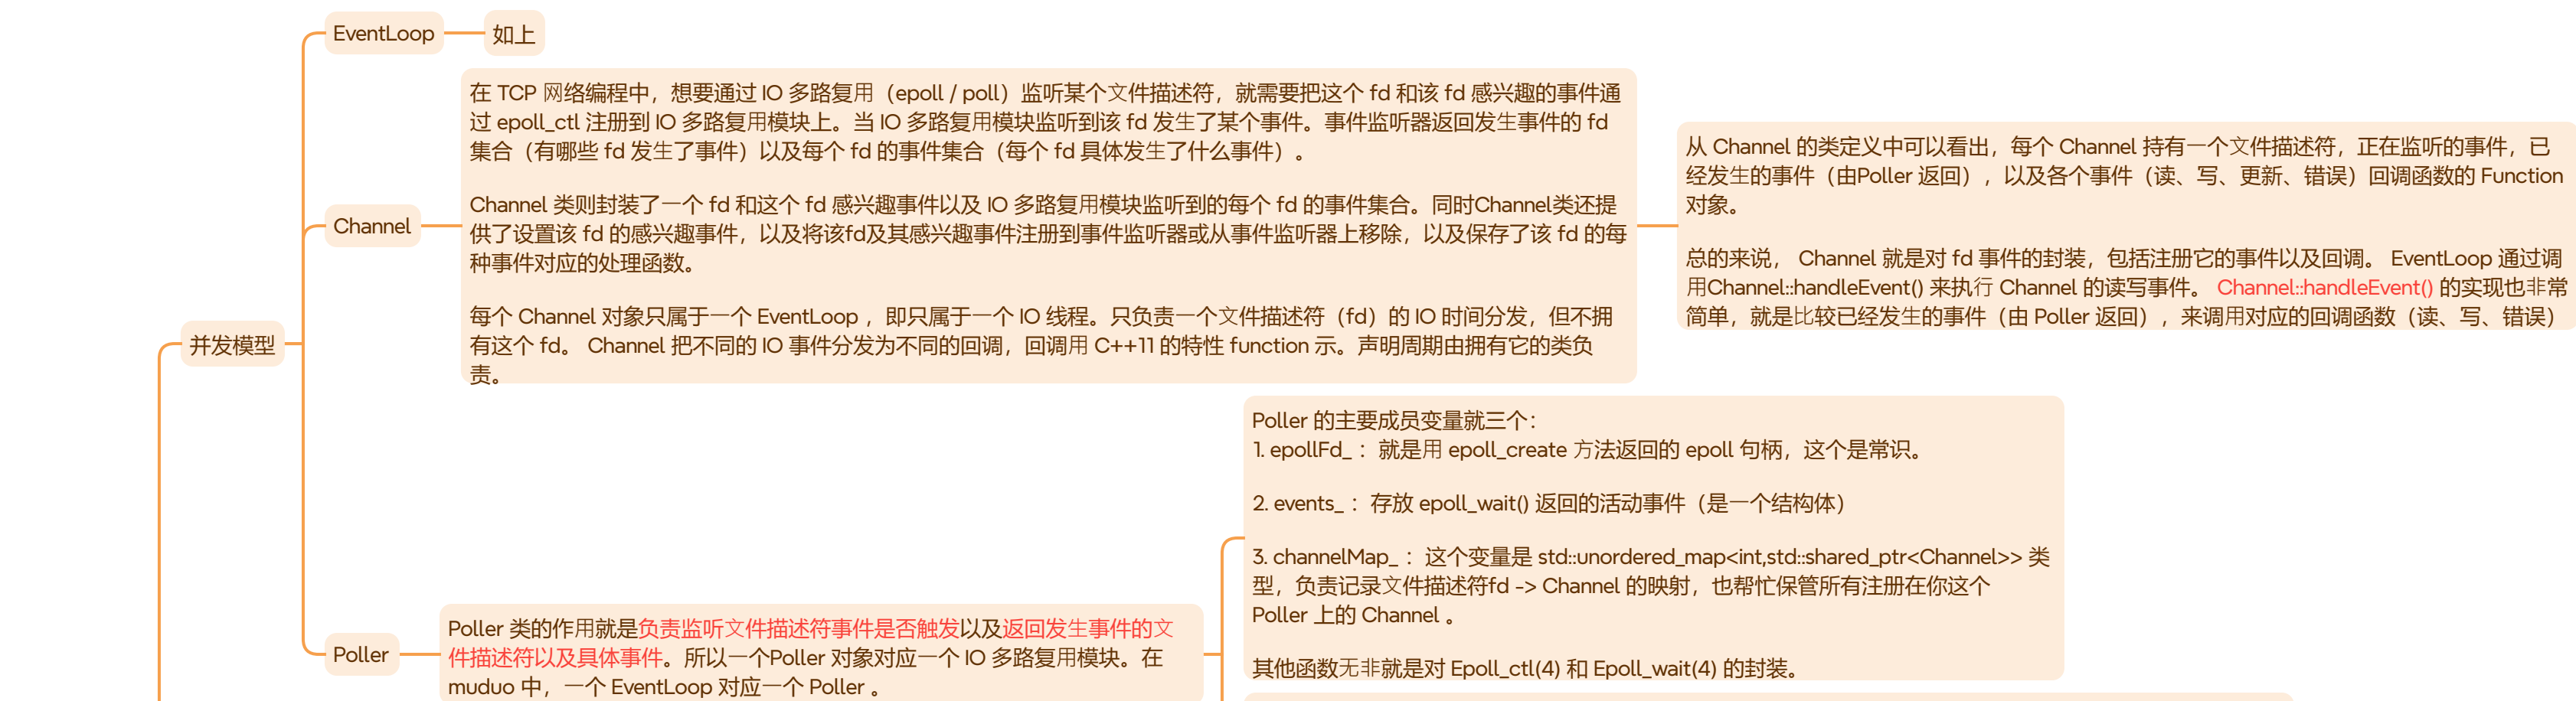 EventLoop
如上
在 TCP 网络编程中，想要通过 IO 多路复用（epoll / poll）监听某个文件描述符，就需要把这个 fd 和该 fd 感兴趣的事件通
过 epoll_ctl 注册到 IO 多路复用模块上。当 IO 多路复用模块监听到该 fd 发生了某个事件。事件监听器返回发生事件的 fd
集合（有哪些 fd 发生了事件）以及每个 fd 的事件集合（每个 fd 具体发生了什么事件）。
Channel 类则封装了一个 fd 和这个 fd 感兴趣事件以及 IO 多路复用模块监听到的每个 fd 的事件集合。同时Channel类还提
供了设置该 fd 的感兴趣事件，以及将该fd及其感兴趣事件注册到事件监听器或从事件监听器上移除，以及保存了该 fd 的每
种事件对应的处理函数。
每个 Channel 对象只属于一个 EventLoop ，即只属于一个 IO 线程。只负责一个文件描述符（fd）的 IO 时间分发，但不拥
有这个 fd。 Channel 把不同的 IO 事件分发为不同的回调，回调用 C++11 的特性 function 示。声明周期由拥有它的类负
责。
Channel
从 Channel 的类定义中可以看出，每个 Channel 持有一个文件描述符，正在监听的事件，已
经发生的事件（由Poller 返回），以及各个事件（读、写、更新、错误）回调函数的 Function
对象。
总的来说， Channel 就是对 fd 事件的封装，包括注册它的事件以及回调。 EventLoop 通过调
用Channel::handleEvent() 来执行 Channel 的读写事件。 Channel::handleEvent() 的实现也非常
简单，就是比较已经发生的事件（由 Poller 返回），来调用对应的回调函数（读、写、错误）
并发模型
Poller 的主要成员变量就三个：
1. epollFd_ ：就是用 epoll_create 方法返回的 epoll 句柄，这个是常识。
2. events_ ：存放 epoll_wait() 返回的活动事件（是一个结构体）
3. channelMap_ ：这个变量是 std::unordered_map<int,std::shared_ptr<Channel>> 类
型，负责记录文件描述符fd -> Channel 的映射，也帮忙保管所有注册在你这个
Poller 上的 Channel 。
其他函数无非就是对 Epoll_ctl(4) 和 Epoll_wait(4) 的封装。
Poller
Poller 类的作用就是负责监听文件描述符事件是否触发以及返回发生事件的文
件描述符以及具体事件。所以一个Poller 对象对应一个 IO 多路复用模块。在
muduo 中，一个 EventLoop 对应一个 Poller 。